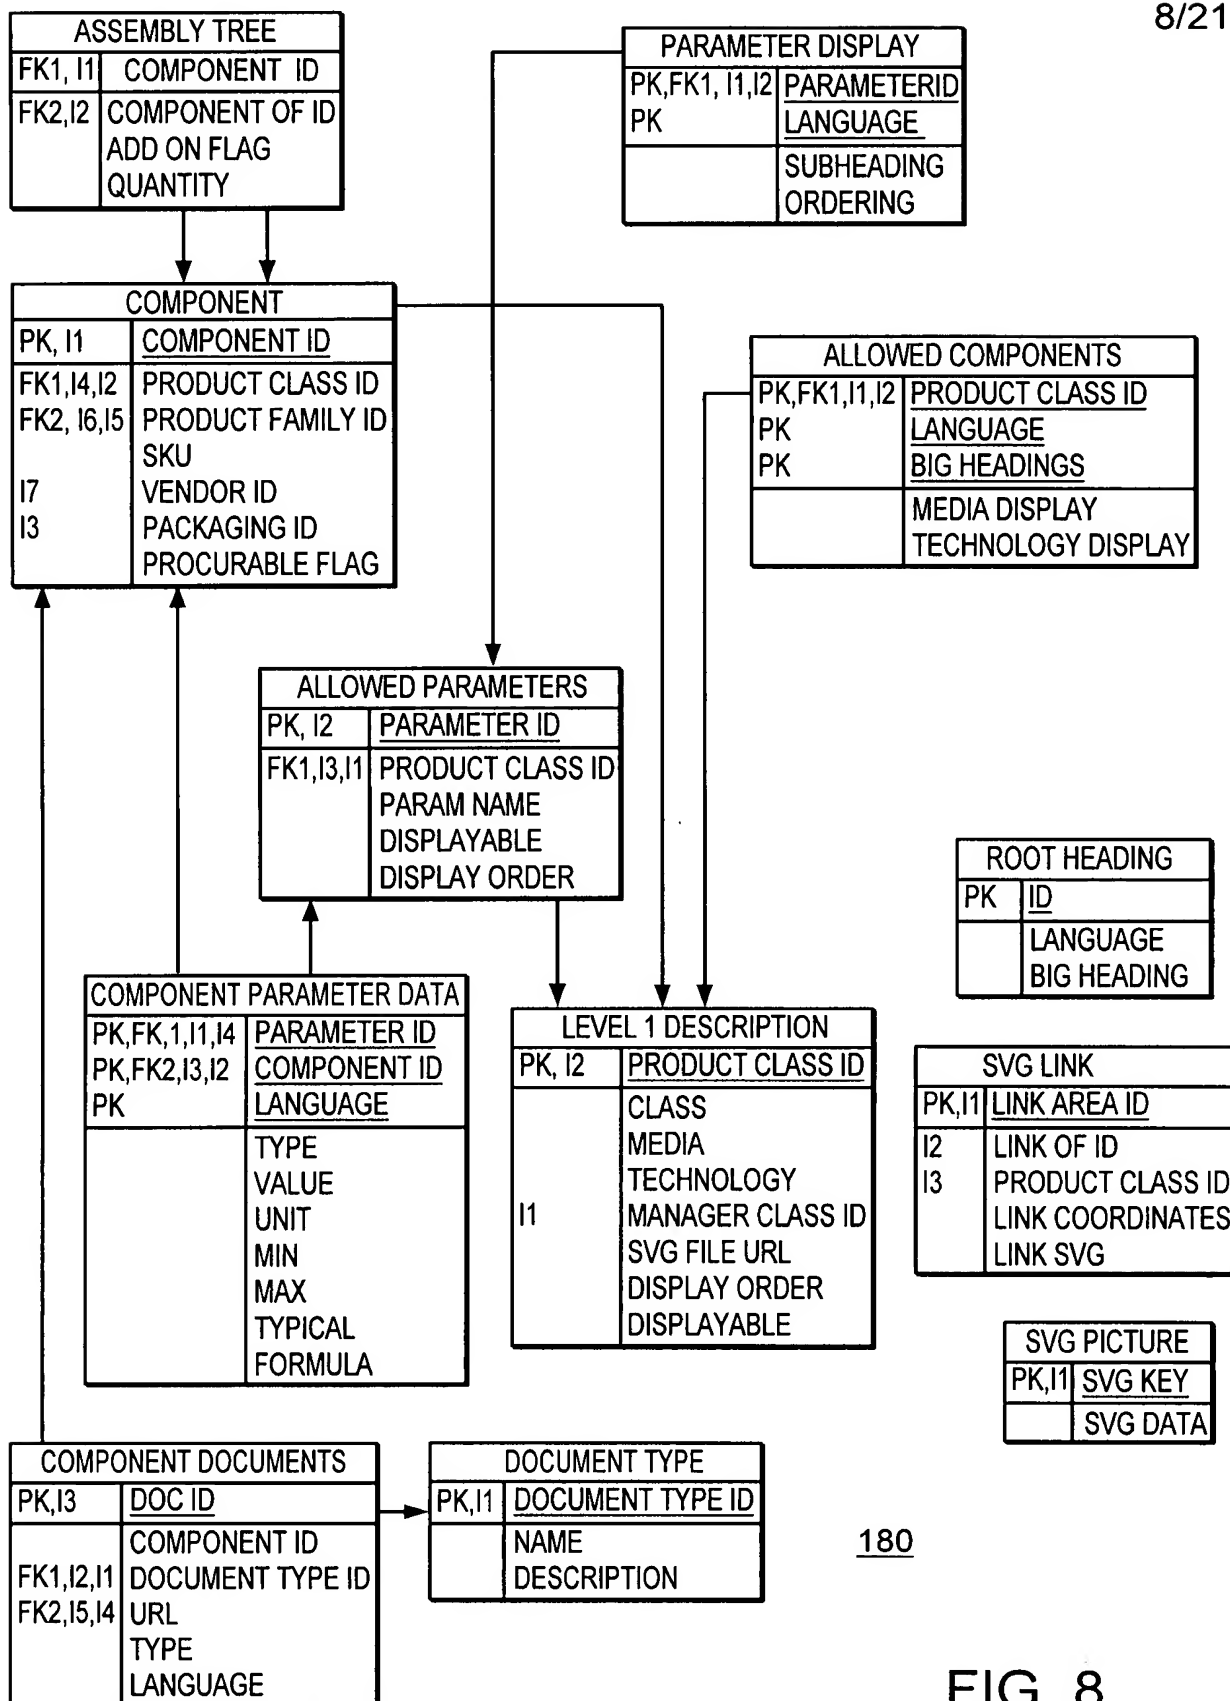 8/21
ASSEMBLY TREE
FK1, I1 COMPONENT ID
FK2,I2 COMPONENT OF ID
ADD ON FLAG
QUANTITY
PARAMETER DISPLAY
PK,FK1, I1,I2 PARAMETERID
PK LANGUAGE
SUBHEADING
ORDERING
COMPONENT
PK, I1 COMPONENT ID
FK1,I4,I2 PRODUCT CLASS ID
FK2, I6,I5 PRODUCT FAMILY ID
SKU
I7 VENDOR ID
I3 PACKAGING ID
PROCURABLE FLAG
ALLOWED COMPONENTS
PK,FK1,I1,I2 PRODUCT CLASS ID
PK LANGUAGE
PK BIG HEADINGS
MEDIA DISPLAY
TECHNOLOGY DISPLAY
ALLOWED PARAMETERS
PK, I2 PARAMETER ID
FK1,I3,I1 PRODUCT CLASS ID
PARAM NAME
DISPLAYABLE
DISPLAY ORDER
ROOT HEADING
PK ID
LANGUAGE
BIG HEADING
COMPONENT PARAMETER DATA
PK,FK,1,I1,I4 PARAMETER ID
PK,FK2,I3,I2 COMPONENT ID
PK LANGUAGE
TYPE
VALUE
UNIT
MIN
MAX
TYPICAL
FORMULA
LEVEL 1 DESCRIPTION
PK, I2 PRODUCT CLASS ID
CLASS
MEDIA
TECHNOLOGY
I1 MANAGER CLASS ID
SVG FILE URL
DISPLAY ORDER
DISPLAYABLE
SVG LINK
PK,I1 LINK AREA ID
I2 LINK OF ID
I3 PRODUCT CLASS ID
LINK COORDINATES
LINK SVG
SVG PICTURE
PK,I1 SVG KEY
SVG DATA
COMPONENT DOCUMENTS
PK,I3 DOC ID
COMPONENT ID
FK1,I2,I1 DOCUMENT TYPE ID
FK2,I5,I4 URL
TYPE
LANGUAGE
DOCUMENT TYPE
PK,I1 DOCUMENT TYPE ID
NAME
DESCRIPTION
180
FIG. 8